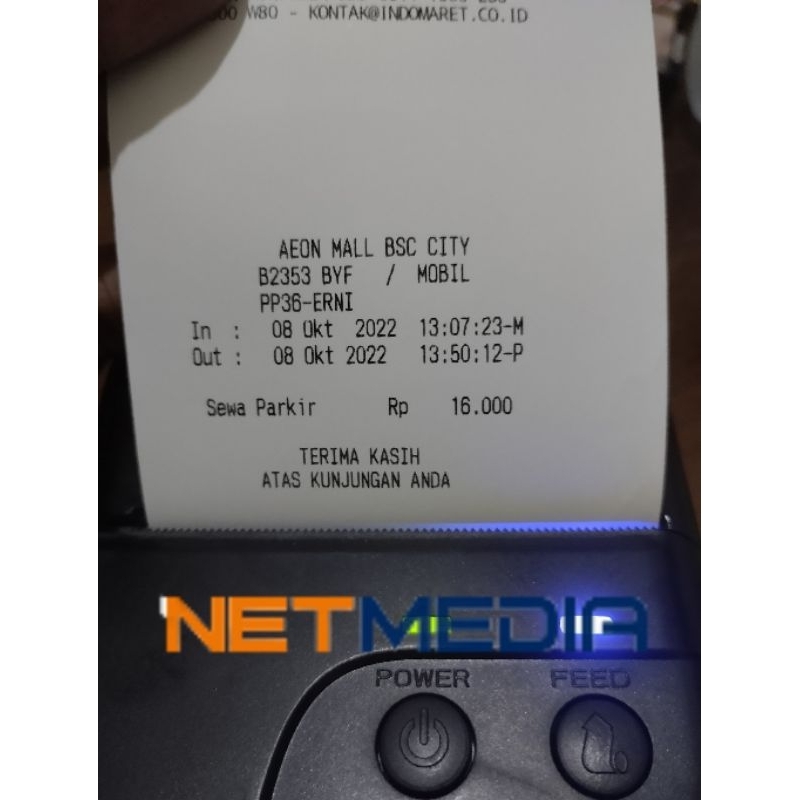 W80 - KONTAK@INDOMARET.CO.ID
AEON MALL BSC CITY
B2353 BYF / MOBIL
PP36-ERNI
In : 08 Okt 2022 13:07:23-M
Out : 08 Okt 2022 13:50:12-P
Sewa Parkir Rp 16.000
TERIMA KASIH
ATAS KUNJUNGAN ANDA
NETMEDIA
POWER FEED